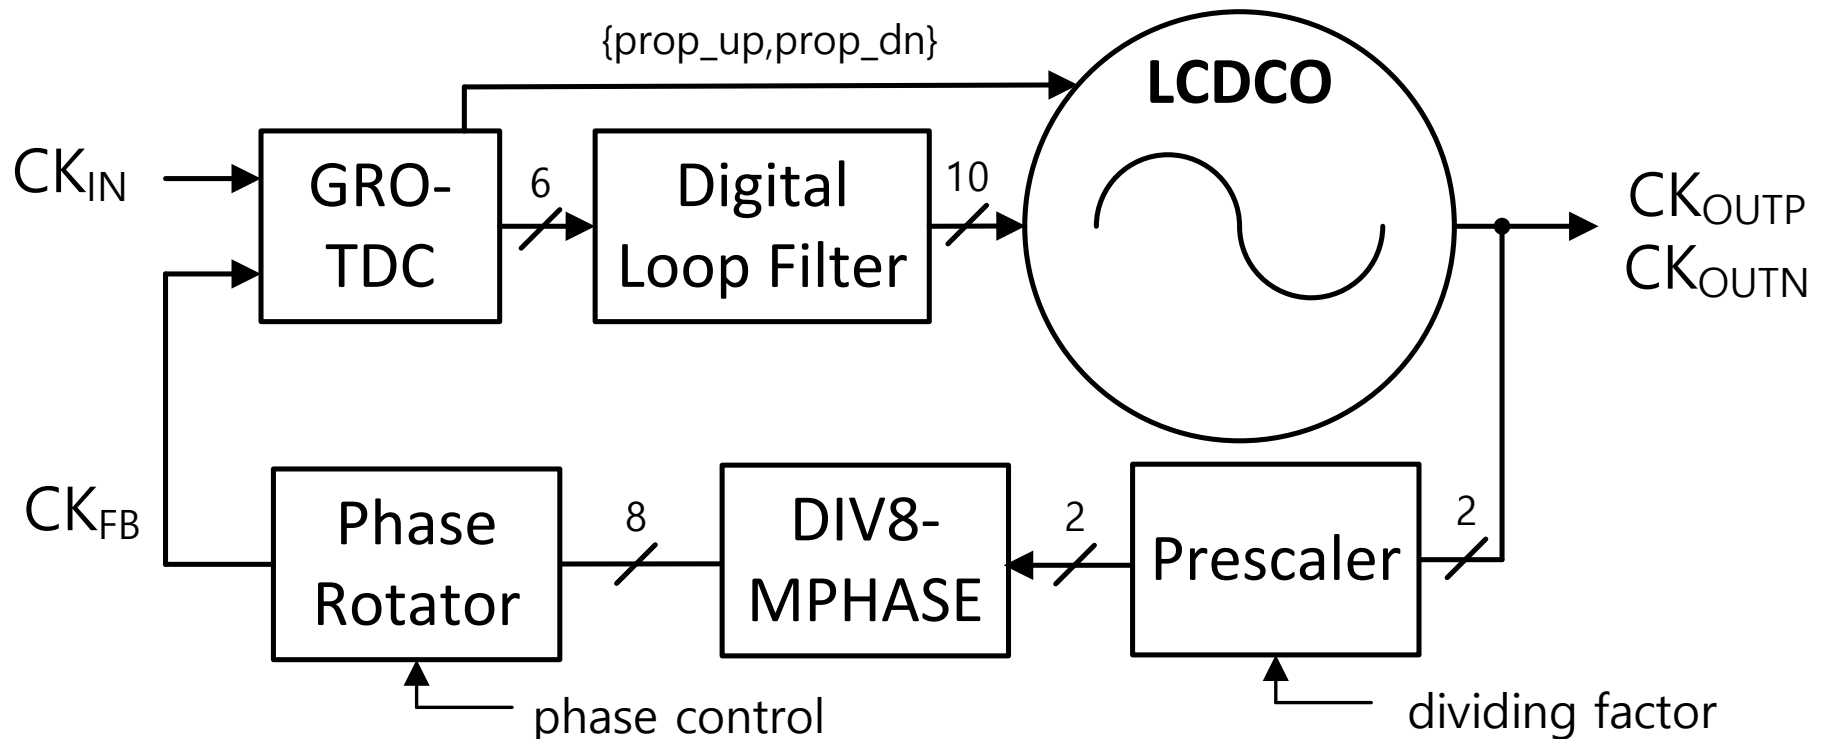 {prop_up,prop_dn}
LCDCO
CKIN
GRO-
TDC
6
Digital
Loop Filter
10
CKOUTP
CKOUTN
CKFB
Phase
Rotator
8
DIV8-
MPHASE
2
Prescaler
2
phase control
dividing factor